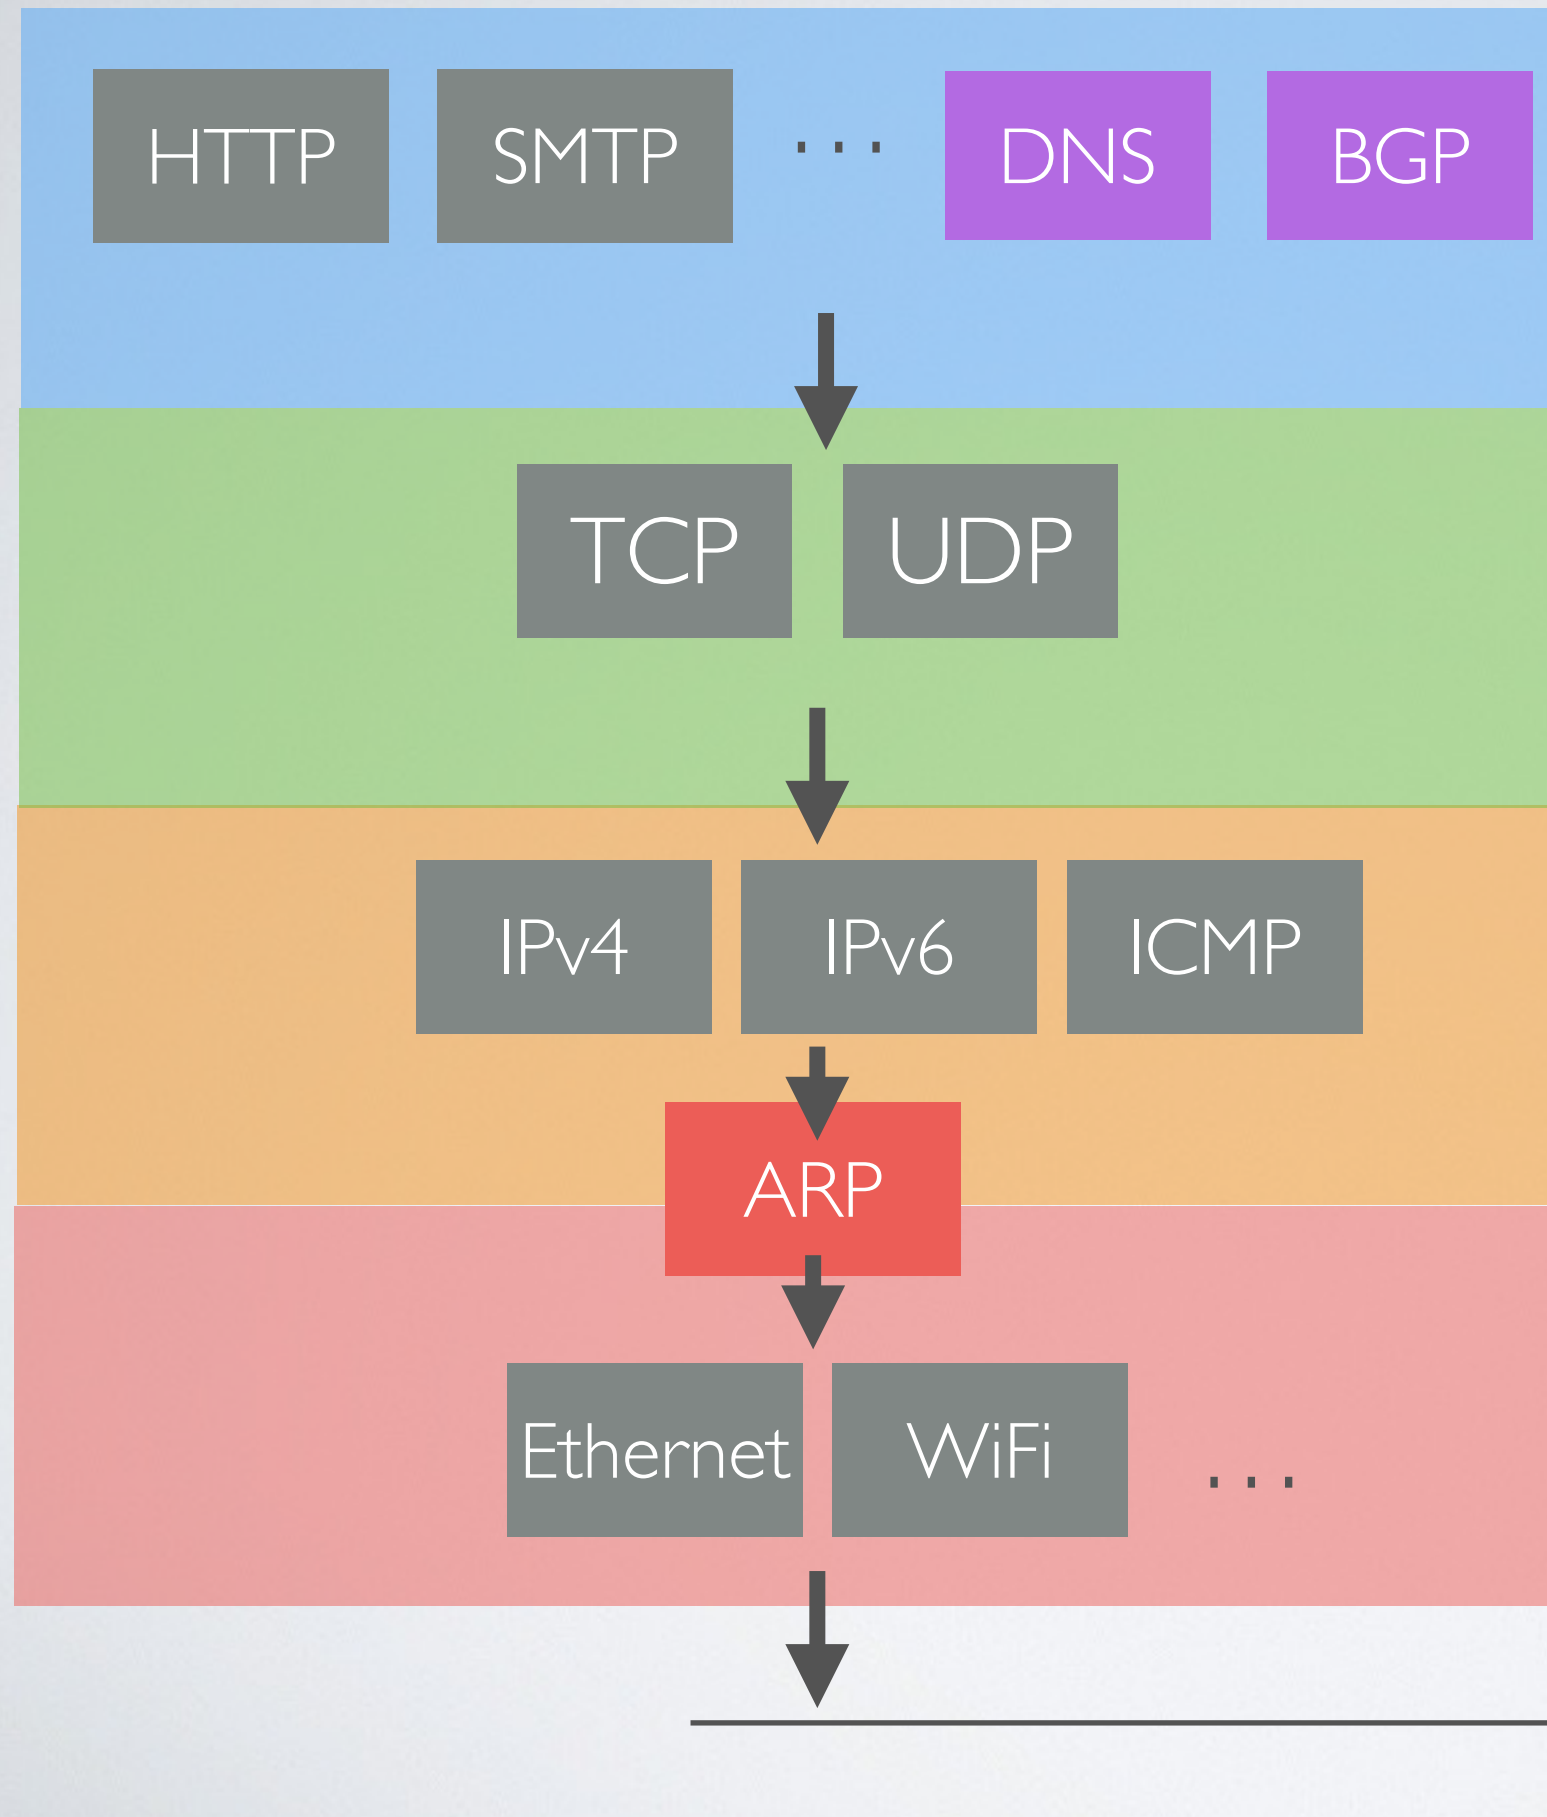 HTTP SMTP ... DNS BGP
TCP UDP
IPv4 IPv6 ICMP
ARP
Ethernet WiFi ...